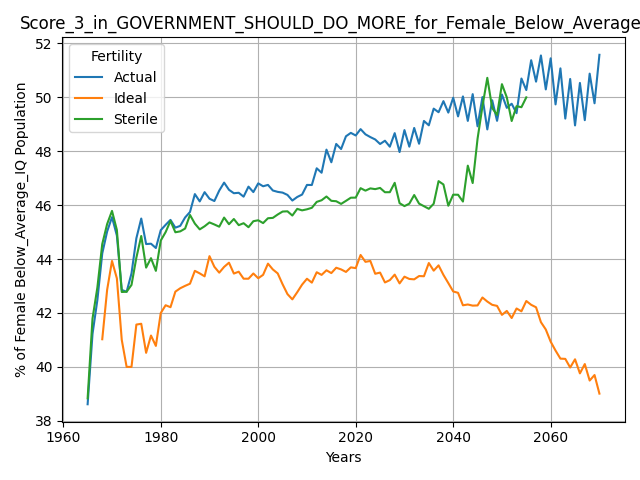 Score_3_in_GOVERNMENT_SHOULD_DO_MORE_for_Female_Below_Average
Fertility
Actual
Ideal
Sterile
% of Female Below_Average_IQ Population
52
50
48
46
44
42
40
38
1960 1980 2000 2020 2040 2060
Years